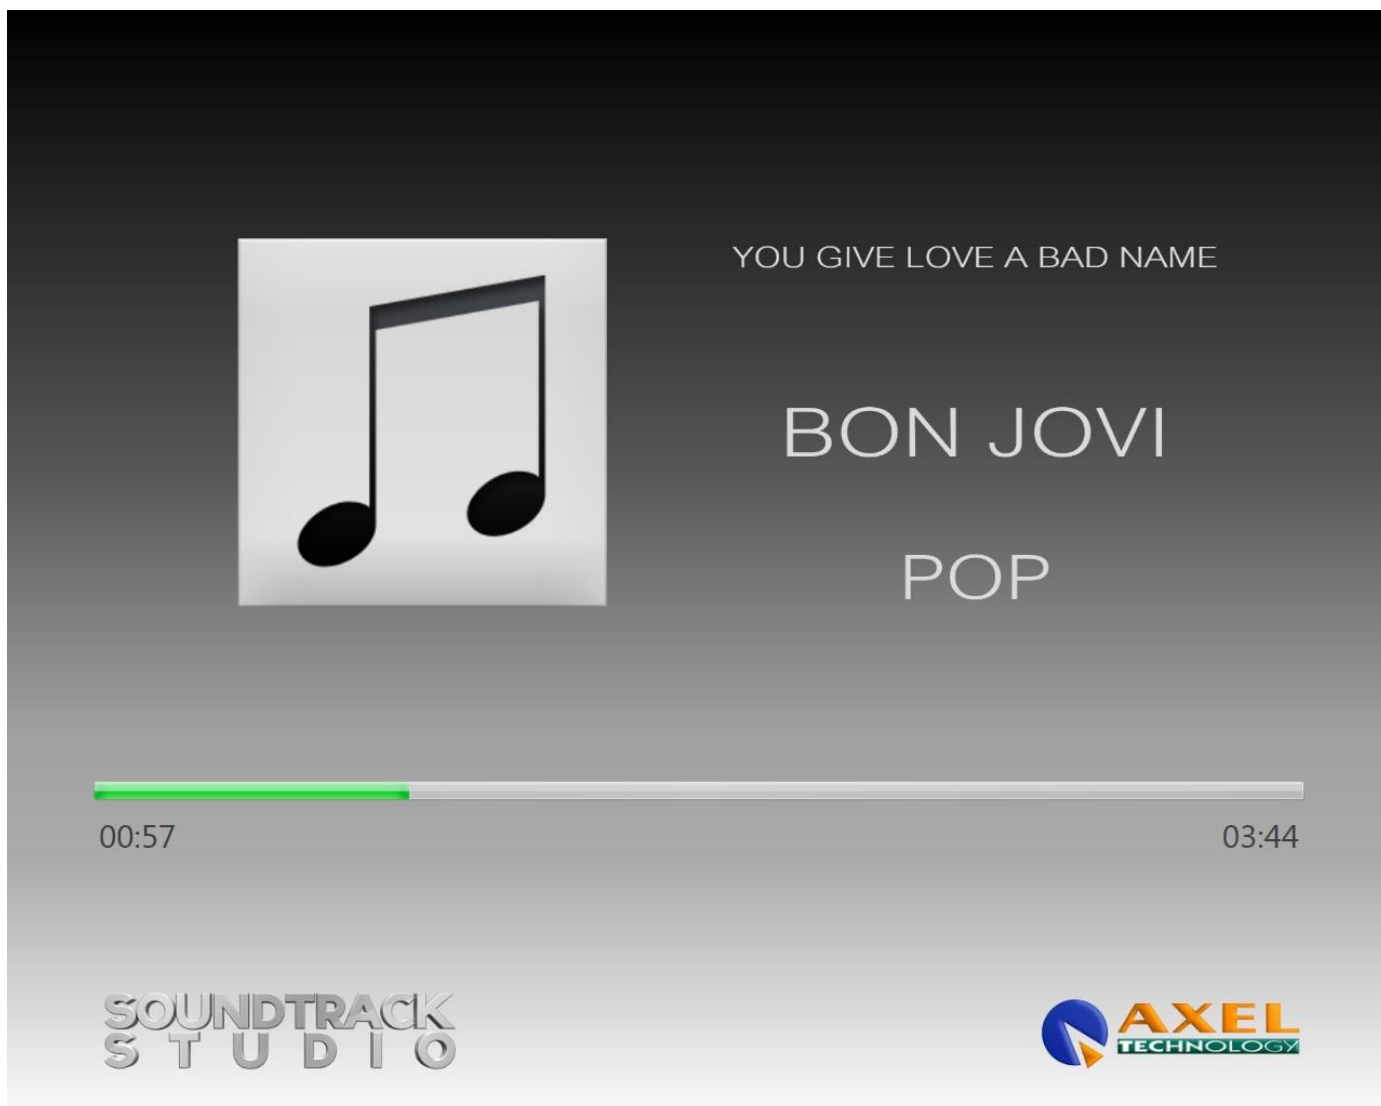 YOU GIVE LOVE A BAD NAME
BON JOVI
POP
00:57
03:44
SOUNDTRACK
STUDIO
AXEL
TECHNOLOGY